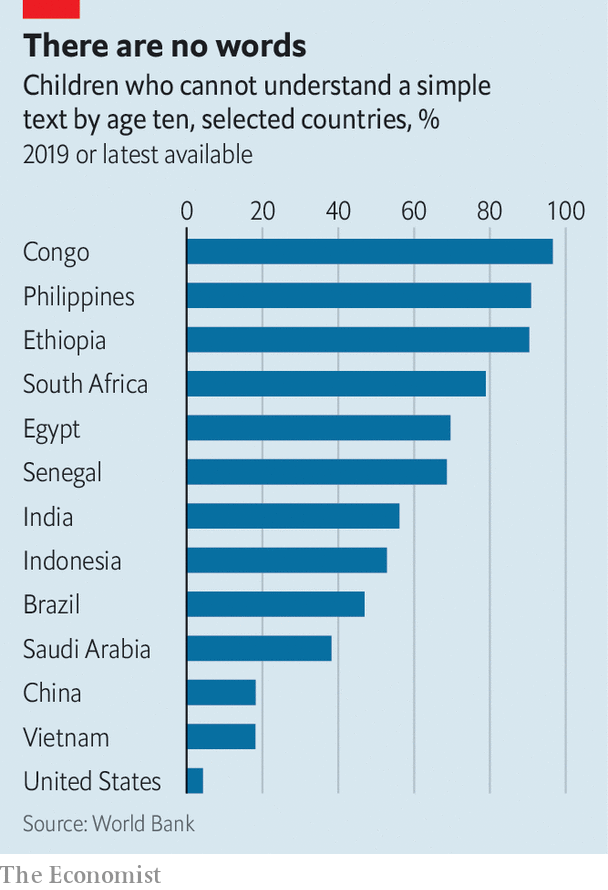 There are no words
Children who cannot understand a simple
text by age ten, selected countries, %
2019 or latest available
0 20 40 60 80 100
Congo
Philippines
Ethiopia
South Africa
Egypt
Senegal
India
Indonesia
Brazil
Saudi Arabia
China
Vietnam
United States
Source: World Bank
The Economist